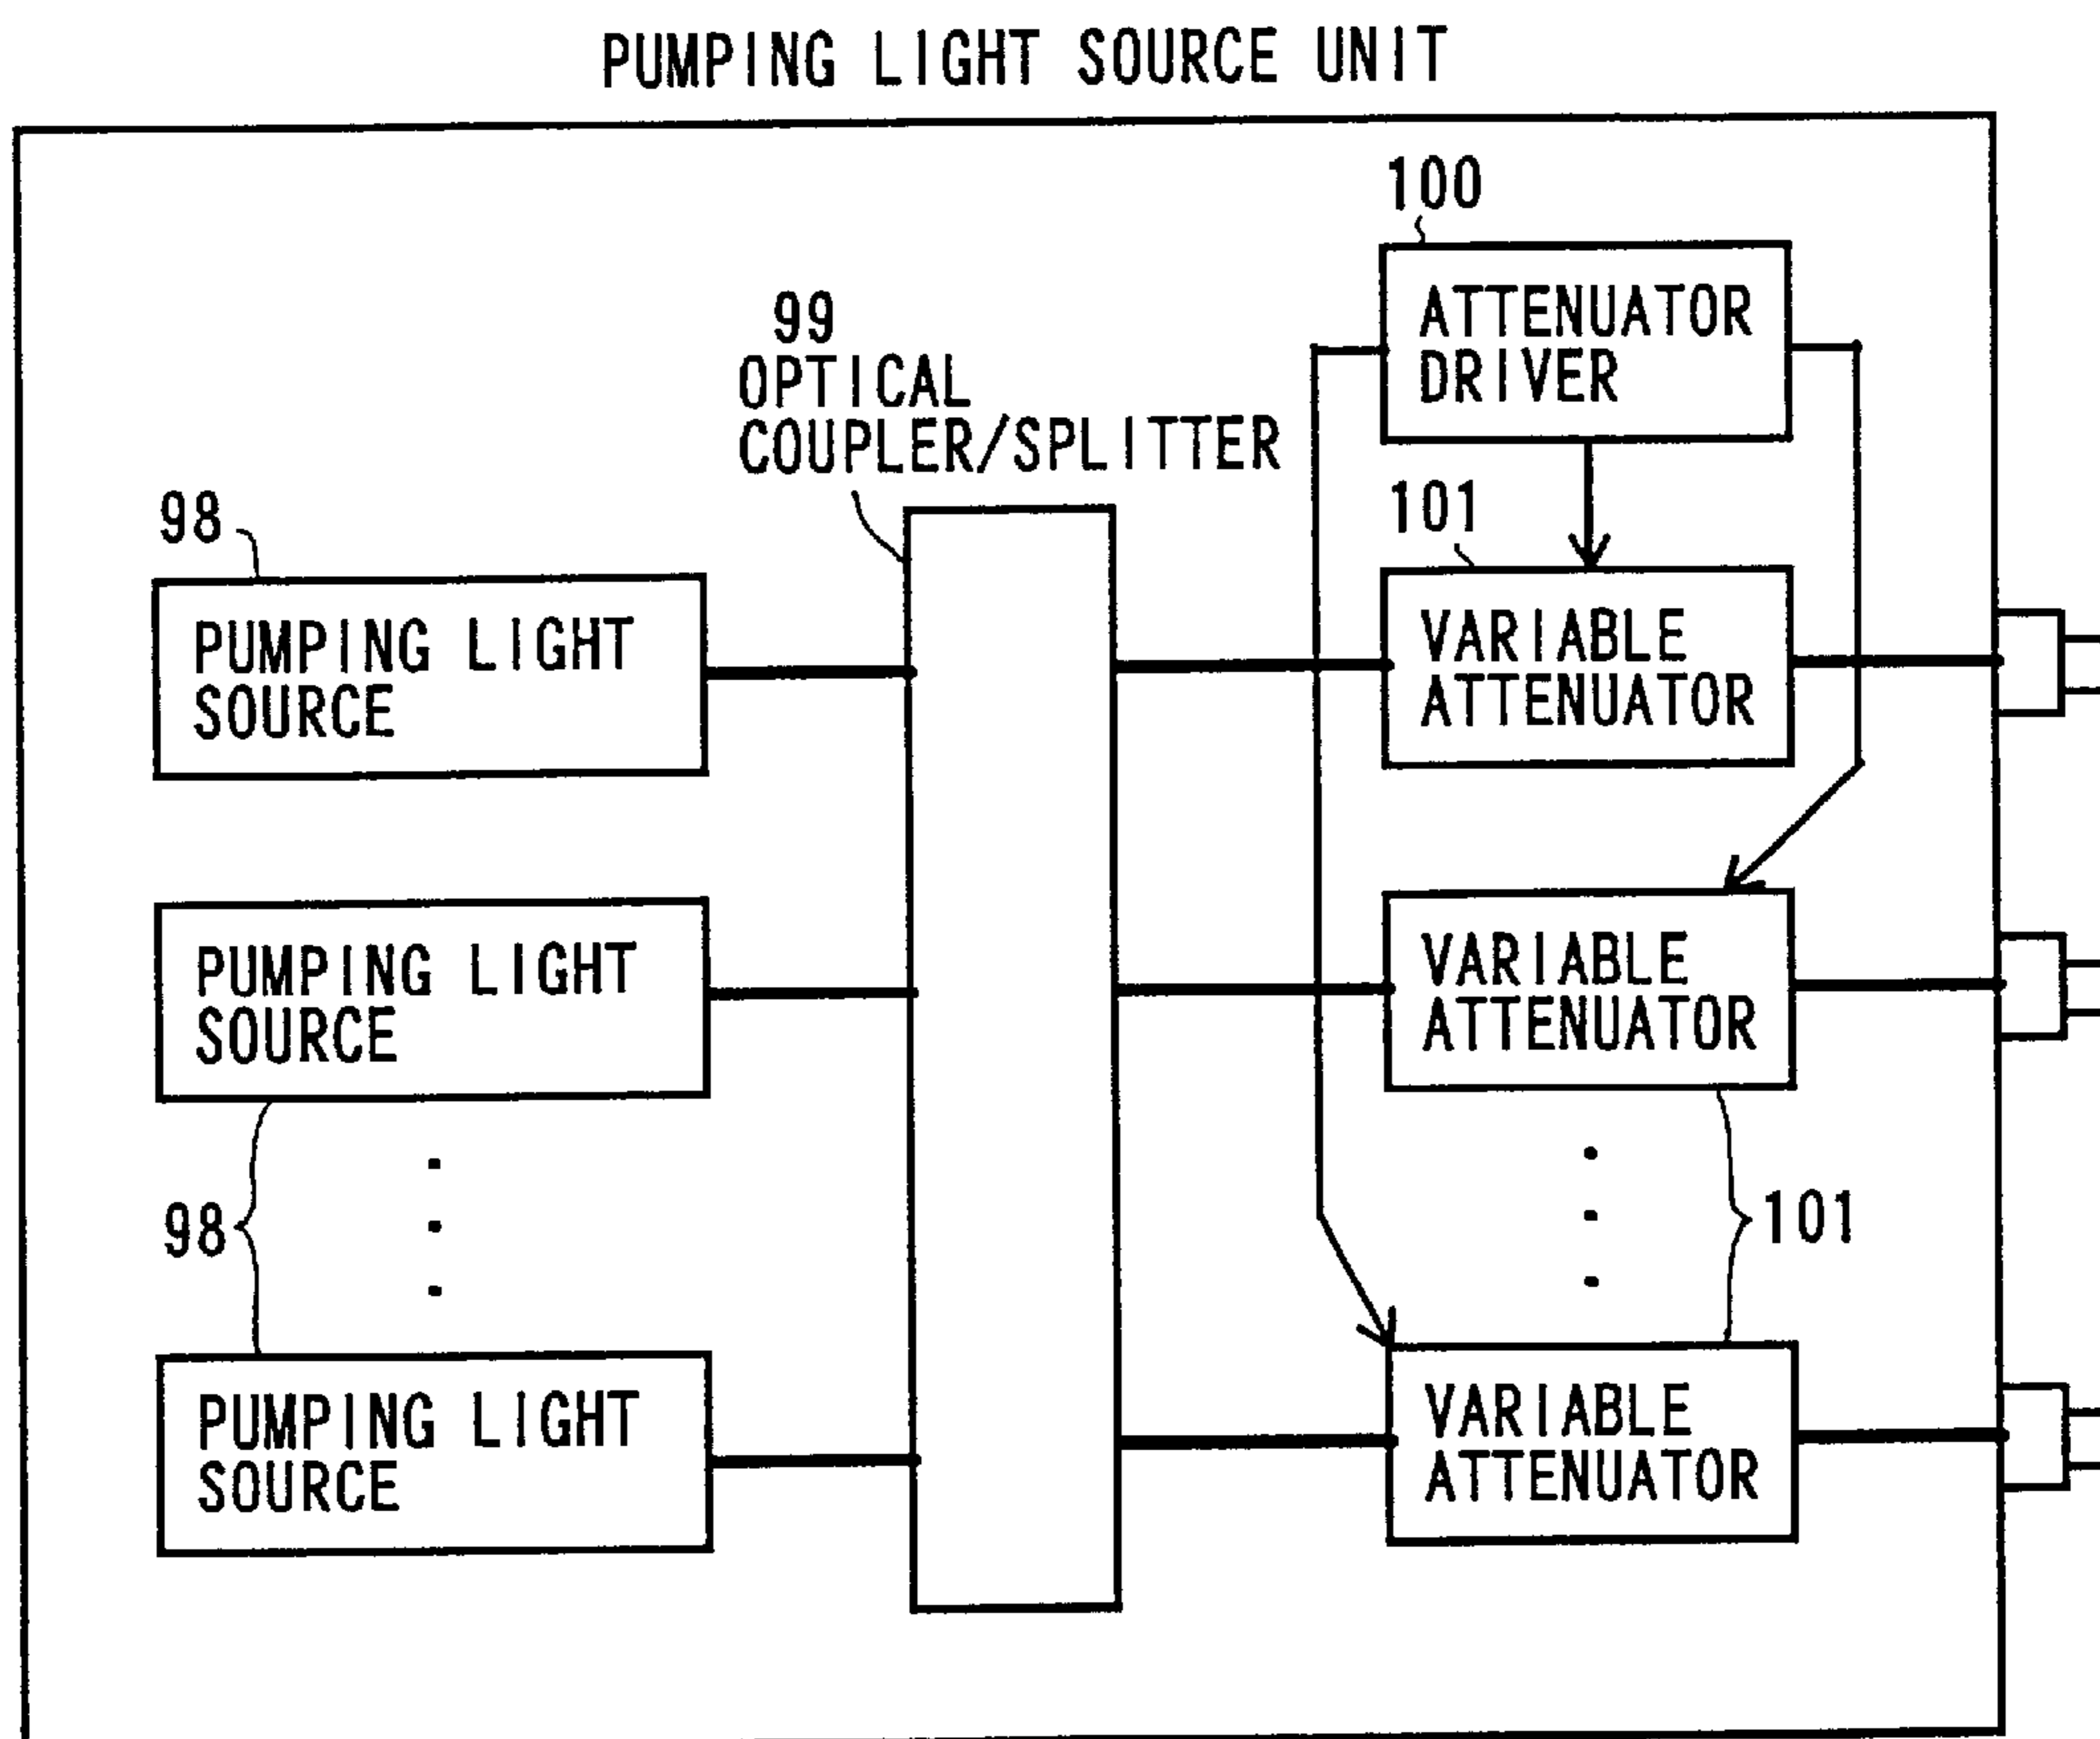 PUMPING LIGHT SOURCE UNIT
100
ATTENUATOR
DRIVER
99
OPTICAL
COUPLER/SPLITTER
98
101
PUMPING LIGHT
SOURCE
VARIABLE
ATTENUATOR
PUMPING LIGHT
SOURCE
VARIABLE
ATTENUATOR
98
101
PUMPING LIGHT
SOURCE
VARIABLE
ATTENUATOR